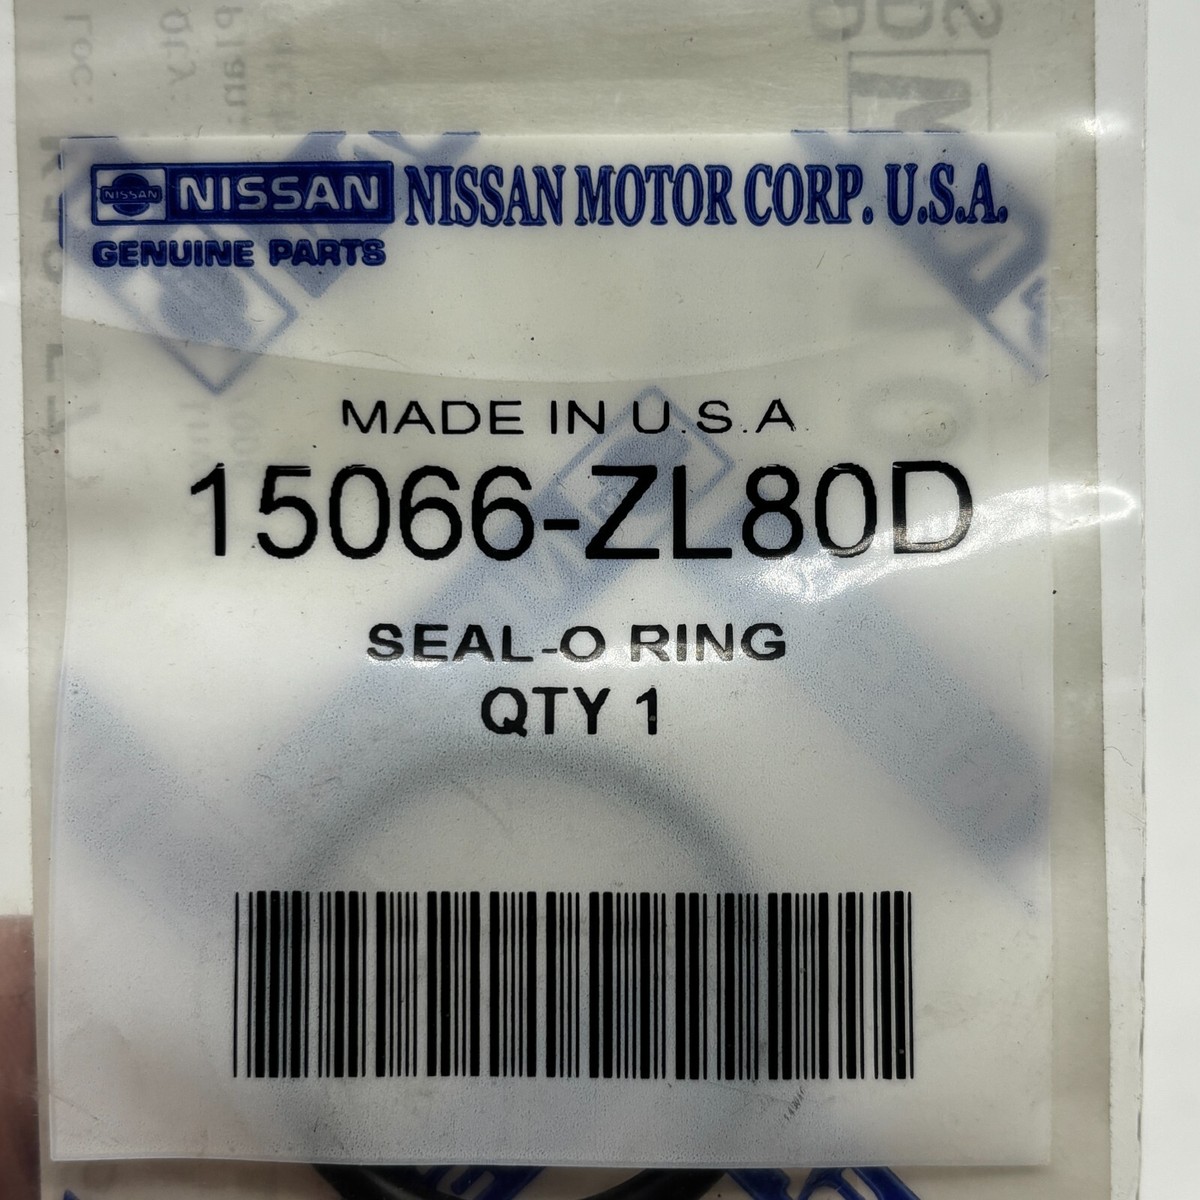 NISSAN NISSAN NISSAN MOTOR CORP. U.S.A.
GENUINE PARTS
MADE IN U.S.A
15066-ZL80D
SEAL-O RING
QTY 1